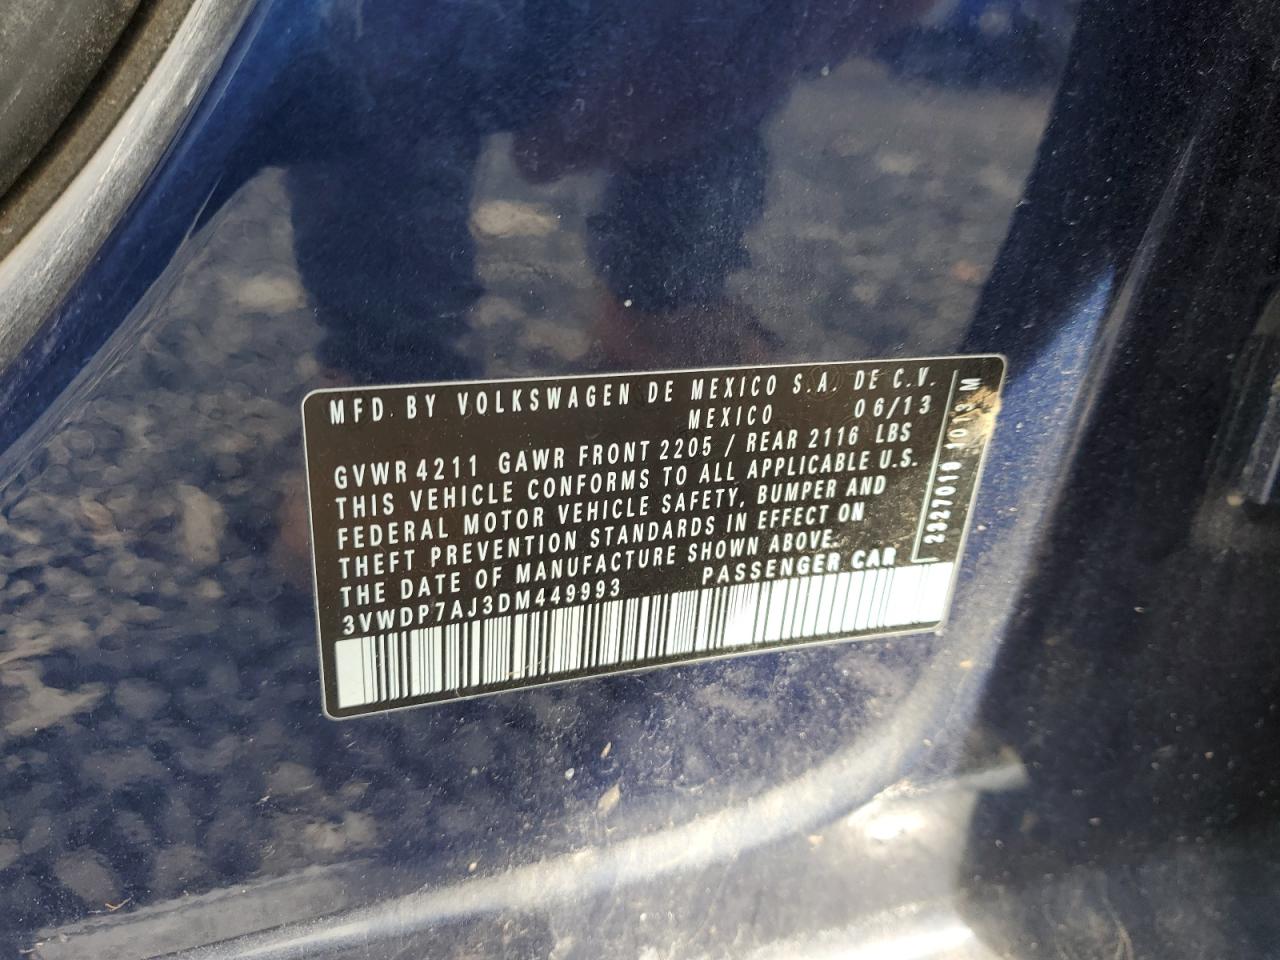 MFD. BY VOLKSWAGEN DE MEXICO S.A. DE C.V.
MEXICO 06/13
GVWR 4211 GAWR FRONT 2205 / REAR 2116 LBS
THIS VEHICLE CONFORMS TO ALL APPLICABLE U.S.
FEDERAL MOTOR VEHICLE SAFETY, BUMPER AND
THEFT PREVENTION STANDARDS IN EFFECT ON
THE DATE OF MANUFACTURE SHOWN ABOVE.
3VWDP7AJ3DM449993 PASSENGER CAR
2327019 1013 M